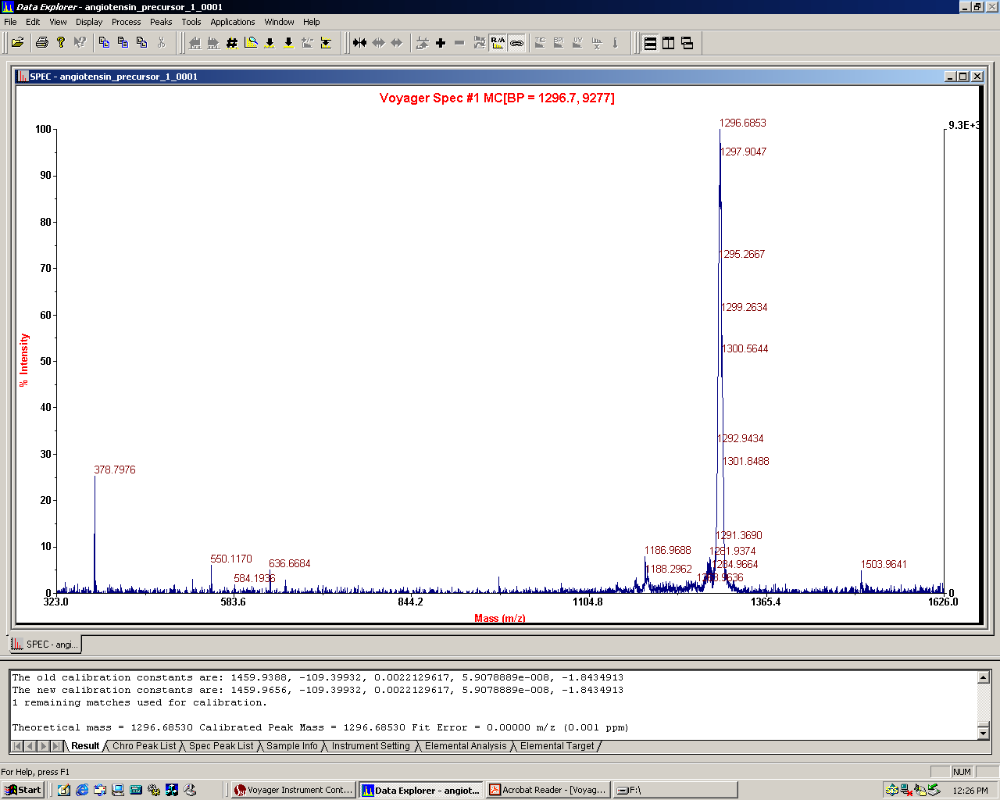 Data Explorer - angiotensin_precursor_1_0001
File Edit View Display Process Peaks Tools Applications Window Help
R/A TIC BPI UV
SPEC - angiotensin_precursor_1_0001
Voyager Spec #1 MC[BP = 1296.7, 9277]
1296.6853
100 9.3E+3
1297.9047
90
80
295.2667
70
1299.2634
60
1300.5644
50
% Intensity
40
1292.9434
30
1301.8488
378.7976
20
1291.3690
10
1186.9688 1281.9374
550.1170 636.6684 1284.9664 1503.9641
1188.2962
584.1936
0 0
323.0 583.6 844.2 1104.8 1365.4 1626.0
Mass (m/z)
SPEC - angi...
The old calibration constants are: 1459.9388, -109.39932, 0.0022129617, 5.9078889e-008, -1.8434913
The new calibration constants are: 1459.9656, -109.39932, 0.0022129617, 5.9078889e-008, -1.8434913
1 remaining matches used for calibration.
Theoretical mass = 1296.68530 Calibrated Peak Mass = 1296.68530 Fit Error = 0.00000 m/z (0.001 ppm)
Result Chro Peak List Spec Peak List Sample Info Instrument Setting Elemental Analysis Elemental Target
For Help, press F1 NUM
Start Voyager Instrument Cont... Data Explorer - angiot... Acrobat Reader - [Voyag... F:\ 12:26 PM